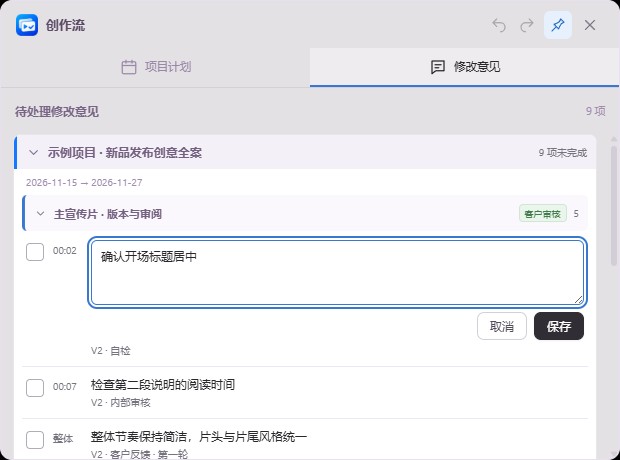 创作流
项目计划
修改意见
待处理修改意见 9 项
示例项目 · 新品发布创意全案 9 项未完成
2026-11-15 → 2026-11-27
主宣传片 · 版本与审阅 客户审核 5
00:02 确认开场标题居中
取消 保存
V2 · 自检
00:07 检查第二段说明的阅读时间
V2 · 内部审核
整体 整体节奏保持简洁，片头与片尾风格统一
V2 · 客户反馈 · 第一轮